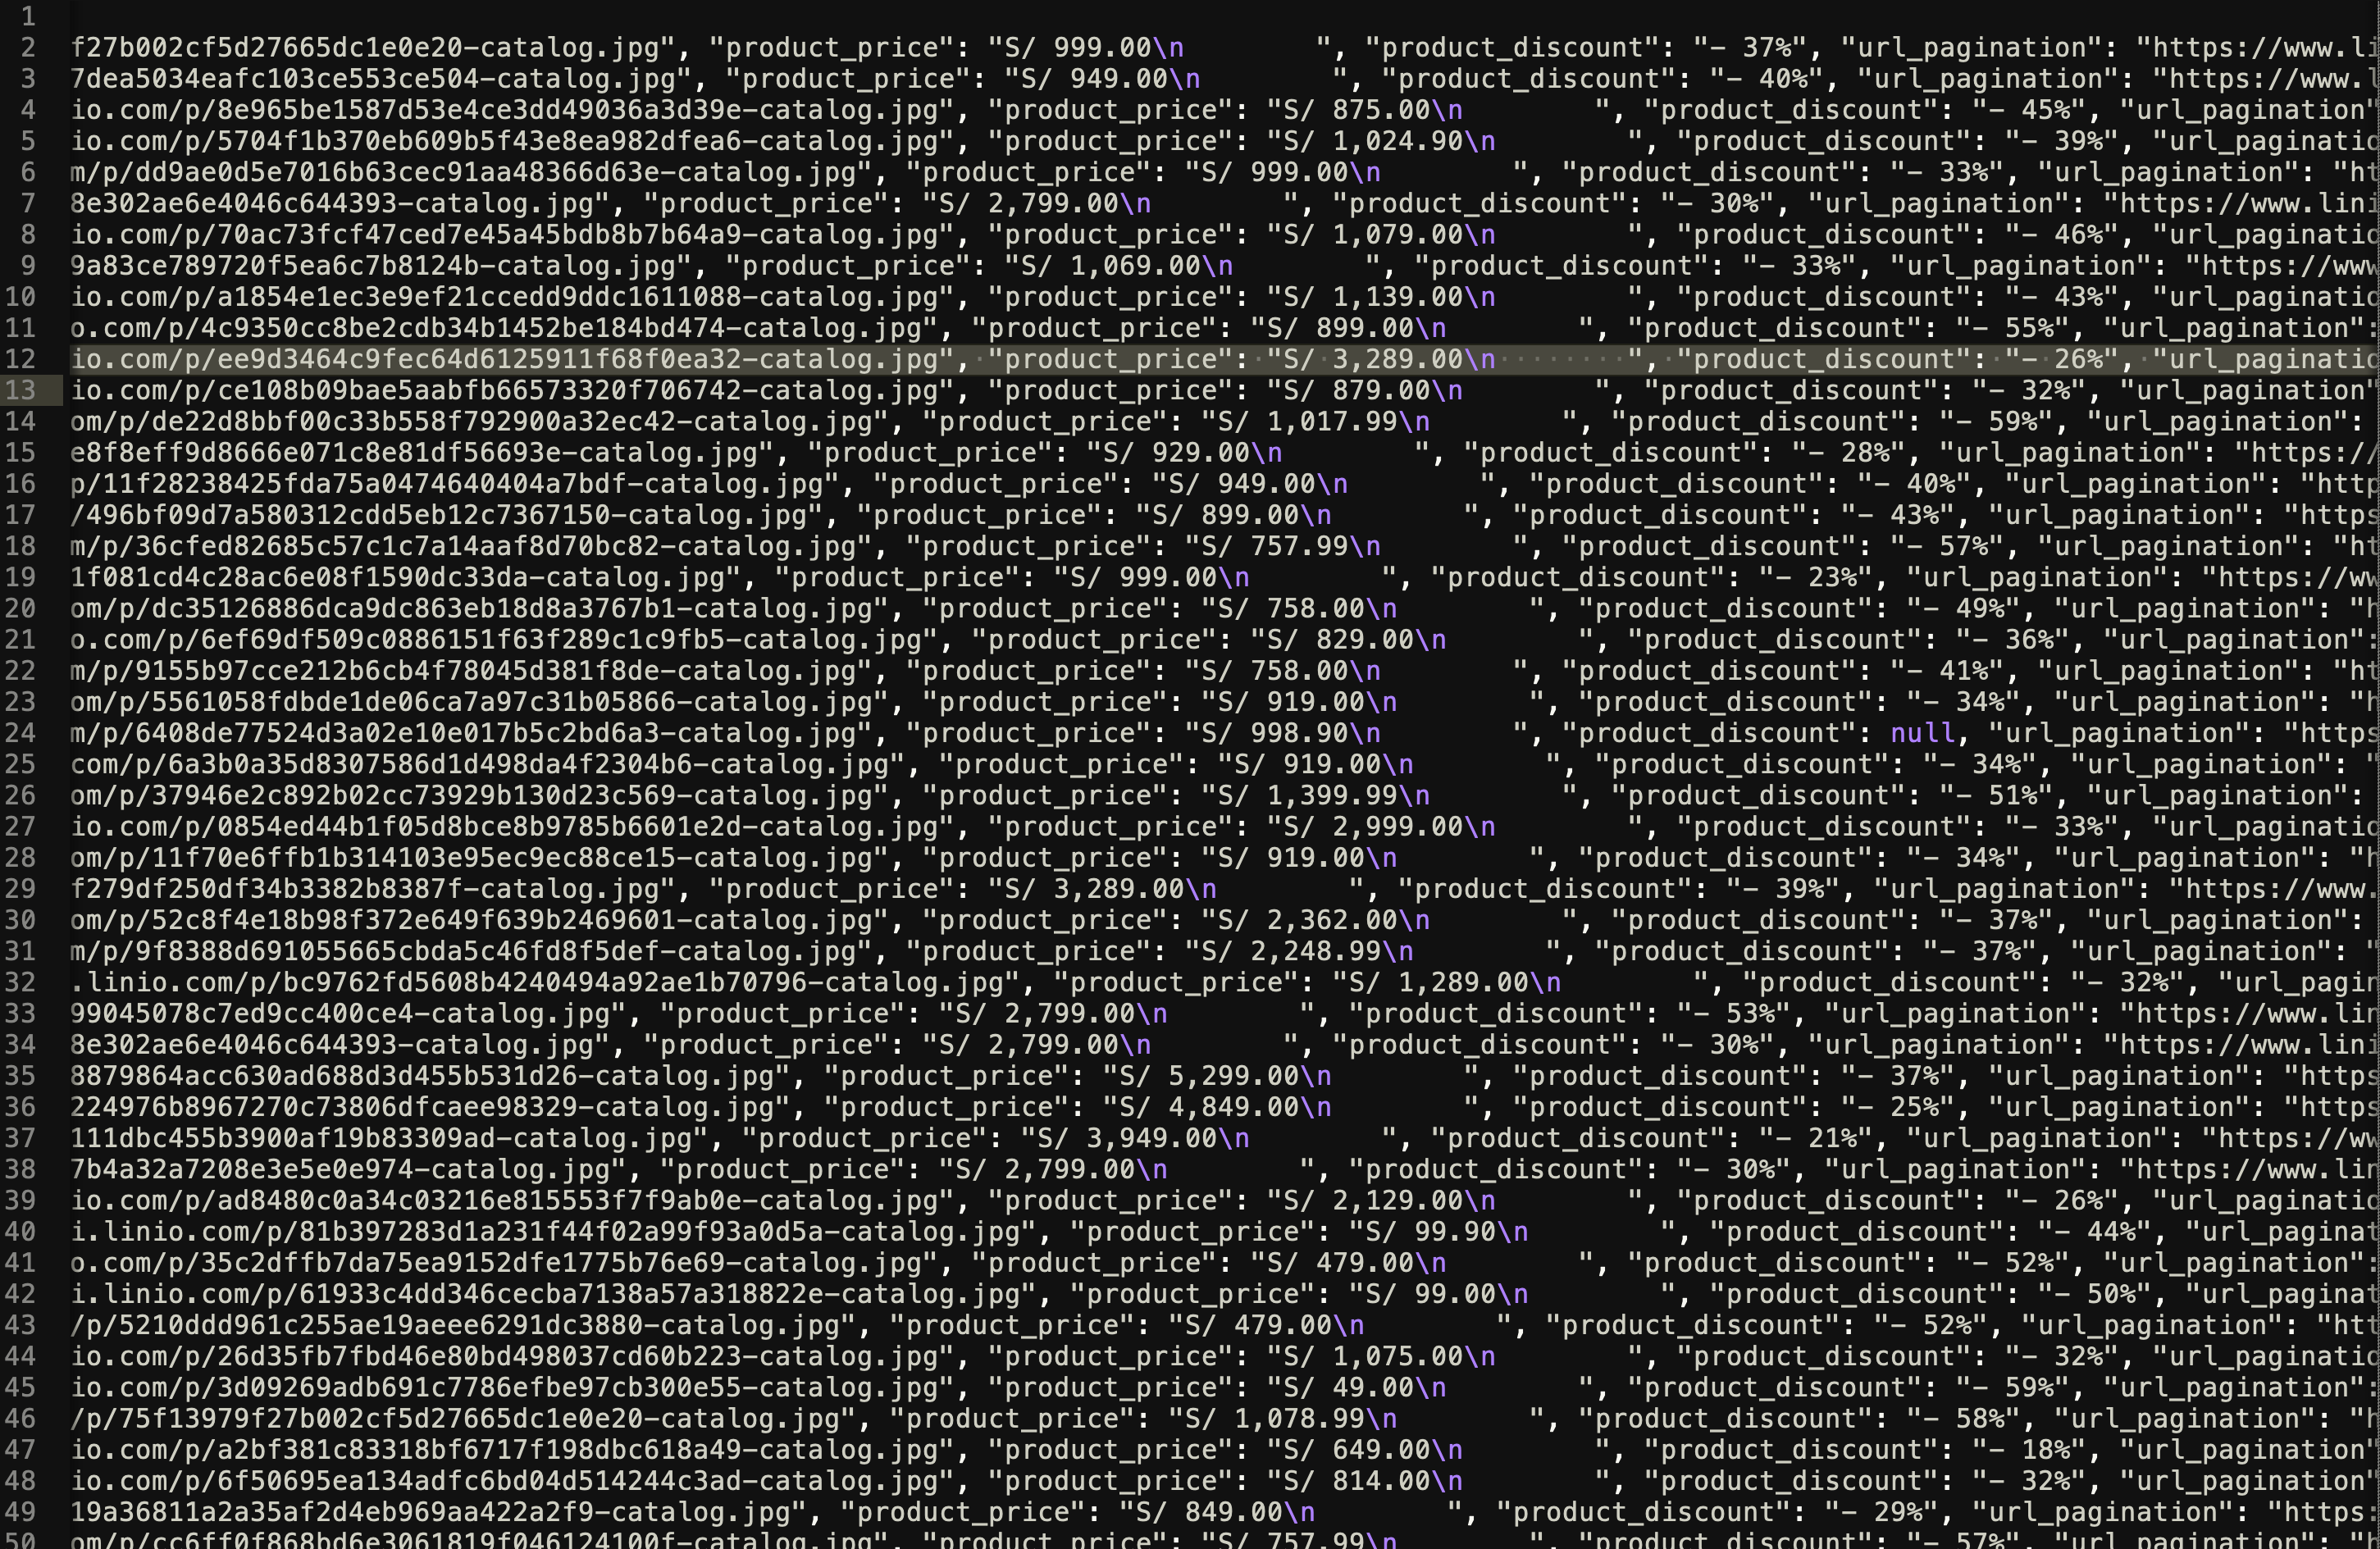 1
2 f27b002cf5d27665dc1e0e20-catalog.jpg", "product_price": "S/ 999.00\n        ", "product_discount": "- 37%", "url_pagination": "https://www.li
3 7dea5034eafc103ce553ce504-catalog.jpg", "product_price": "S/ 949.00\n        ", "product_discount": "- 40%", "url_pagination": "https://www.l
4 io.com/p/8e965be1587d53e4ce3dd49036a3d39e-catalog.jpg", "product_price": "S/ 875.00\n        ", "product_discount": "- 45%", "url_pagination"
5 io.com/p/5704f1b370eb609b5f43e8ea982dfea6-catalog.jpg", "product_price": "S/ 1,024.90\n        ", "product_discount": "- 39%", "url_paginatio
6 m/p/dd9ae0d5e7016b63cec91aa48366d63e-catalog.jpg", "product_price": "S/ 999.00\n        ", "product_discount": "- 33%", "url_pagination": "ht
7 8e302ae6e4046c644393-catalog.jpg", "product_price": "S/ 2,799.00\n        ", "product_discount": "- 30%", "url_pagination": "https://www.lini
8 io.com/p/70ac73fcf47ced7e45a45bdb8b7b64a9-catalog.jpg", "product_price": "S/ 1,079.00\n        ", "product_discount": "- 46%", "url_paginatio
9 9a83ce789720f5ea6c7b8124b-catalog.jpg", "product_price": "S/ 1,069.00\n        ", "product_discount": "- 33%", "url_pagination": "https://www
10 io.com/p/a1854e1ec3e9ef21ccedd9ddc1611088-catalog.jpg", "product_price": "S/ 1,139.00\n        ", "product_discount": "- 43%", "url_paginatio
11 o.com/p/4c9350cc8be2cdb34b1452be184bd474-catalog.jpg", "product_price": "S/ 899.00\n        ", "product_discount": "- 55%", "url_pagination":
12 io.com/p/ee9d3464c9fec64d6125911f68f0ea32-catalog.jpg", "product_price": "S/ 3,289.00\n        ", "product_discount": "- 26%", "url_paginatio
13 io.com/p/ce108b09bae5aabfb66573320f706742-catalog.jpg", "product_price": "S/ 879.00\n        ", "product_discount": "- 32%", "url_pagination"
14 om/p/de22d8bbf00c33b558f792900a32ec42-catalog.jpg", "product_price": "S/ 1,017.99\n        ", "product_discount": "- 59%", "url_pagination":
15 e8f8eff9d8666e071c8e81df56693e-catalog.jpg", "product_price": "S/ 929.00\n        ", "product_discount": "- 28%", "url_pagination": "https://
16 p/11f28238425fda75a0474640404a7bdf-catalog.jpg", "product_price": "S/ 949.00\n        ", "product_discount": "- 40%", "url_pagination": "http
17 /496bf09d7a580312cdd5eb12c7367150-catalog.jpg", "product_price": "S/ 899.00\n        ", "product_discount": "- 43%", "url_pagination": "https
18 m/p/36cfed82685c57c1c7a14aaf8d70bc82-catalog.jpg", "product_price": "S/ 757.99\n        ", "product_discount": "- 57%", "url_pagination": "ht
19 1f081cd4c28ac6e08f1590dc33da-catalog.jpg", "product_price": "S/ 999.00\n        ", "product_discount": "- 23%", "url_pagination": "https://ww
20 om/p/dc35126886dca9dc863eb18d8a3767b1-catalog.jpg", "product_price": "S/ 758.00\n        ", "product_discount": "- 49%", "url_pagination": "h
21 o.com/p/6ef69df509c0886151f63f289c1c9fb5-catalog.jpg", "product_price": "S/ 829.00\n        ", "product_discount": "- 36%", "url_pagination":
22 m/p/9155b97cce212b6cb4f78045d381f8de-catalog.jpg", "product_price": "S/ 758.00\n        ", "product_discount": "- 41%", "url_pagination": "ht
23 om/p/5561058fdbde1de06ca7a97c31b05866-catalog.jpg", "product_price": "S/ 919.00\n        ", "product_discount": "- 34%", "url_pagination": "h
24 m/p/6408de77524d3a02e10e017b5c2bd6a3-catalog.jpg", "product_price": "S/ 998.90\n        ", "product_discount": null, "url_pagination": "https
25 com/p/6a3b0a35d8307586d1d498da4f2304b6-catalog.jpg", "product_price": "S/ 919.00\n        ", "product_discount": "- 34%", "url_pagination": "
26 om/p/37946e2c892b02cc73929b130d23c569-catalog.jpg", "product_price": "S/ 1,399.99\n        ", "product_discount": "- 51%", "url_pagination":
27 io.com/p/0854ed44b1f05d8bce8b9785b6601e2d-catalog.jpg", "product_price": "S/ 2,999.00\n        ", "product_discount": "- 33%", "url_paginatio
28 om/p/11f70e6ffb1b314103e95ec9ec88ce15-catalog.jpg", "product_price": "S/ 919.00\n        ", "product_discount": "- 34%", "url_pagination": "h
29 f279df250df34b3382b8387f-catalog.jpg", "product_price": "S/ 3,289.00\n        ", "product_discount": "- 39%", "url_pagination": "https://www
30 om/p/52c8f4e18b98f372e649f639b2469601-catalog.jpg", "product_price": "S/ 2,362.00\n        ", "product_discount": "- 37%", "url_pagination":
31 m/p/9f8388d691055665cbda5c46fd8f5def-catalog.jpg", "product_price": "S/ 2,248.99\n        ", "product_discount": "- 37%", "url_pagination": "
32 .linio.com/p/bc9762fd5608b4240494a92ae1b70796-catalog.jpg", "product_price": "S/ 1,289.00\n        ", "product_discount": "- 32%", "url_pagin
33 99045078c7ed9cc400ce4-catalog.jpg", "product_price": "S/ 2,799.00\n        ", "product_discount": "- 53%", "url_pagination": "https://www.lin
34 8e302ae6e4046c644393-catalog.jpg", "product_price": "S/ 2,799.00\n        ", "product_discount": "- 30%", "url_pagination": "https://www.lini
35 8879864acc630ad688d3d455b531d26-catalog.jpg", "product_price": "S/ 5,299.00\n        ", "product_discount": "- 37%", "url_pagination": "https
36 224976b8967270c73806dfcaee98329-catalog.jpg", "product_price": "S/ 4,849.00\n        ", "product_discount": "- 25%", "url_pagination": "https
37 111dbc455b3900af19b83309ad-catalog.jpg", "product_price": "S/ 3,949.00\n        ", "product_discount": "- 21%", "url_pagination": "https://ww
38 7b4a32a7208e3e5e0e974-catalog.jpg", "product_price": "S/ 2,799.00\n        ", "product_discount": "- 30%", "url_pagination": "https://www.lin
39 io.com/p/ad8480c0a34c03216e815553f7f9ab0e-catalog.jpg", "product_price": "S/ 2,129.00\n        ", "product_discount": "- 26%", "url_paginatio
40 i.linio.com/p/81b397283d1a231f44f02a99f93a0d5a-catalog.jpg", "product_price": "S/ 99.90\n        ", "product_discount": "- 44%", "url_paginat
41 o.com/p/35c2dffb7da75ea9152dfe1775b76e69-catalog.jpg", "product_price": "S/ 479.00\n        ", "product_discount": "- 52%", "url_pagination":
42 i.linio.com/p/61933c4dd346cecba7138a57a318822e-catalog.jpg", "product_price": "S/ 99.00\n        ", "product_discount": "- 50%", "url_paginat
43 /p/5210ddd961c255ae19aeee6291dc3880-catalog.jpg", "product_price": "S/ 479.00\n        ", "product_discount": "- 52%", "url_pagination": "htt
44 io.com/p/26d35fb7fbd46e80bd498037cd60b223-catalog.jpg", "product_price": "S/ 1,075.00\n        ", "product_discount": "- 32%", "url_paginatio
45 io.com/p/3d09269adb691c7786efbe97cb300e55-catalog.jpg", "product_price": "S/ 49.00\n        ", "product_discount": "- 59%", "url_pagination":
46 /p/75f13979f27b002cf5d27665dc1e0e20-catalog.jpg", "product_price": "S/ 1,078.99\n        ", "product_discount": "- 58%", "url_pagination": "h
47 io.com/p/a2bf381c83318bf6717f198dbc618a49-catalog.jpg", "product_price": "S/ 649.00\n        ", "product_discount": "- 18%", "url_pagination"
48 io.com/p/6f50695ea134adfc6bd04d514244c3ad-catalog.jpg", "product_price": "S/ 814.00\n        ", "product_discount": "- 32%", "url_pagination"
49 19a36811a2a35af2d4eb969aa422a2f9-catalog.jpg", "product_price": "S/ 849.00\n        ", "product_discount": "- 29%", "url_pagination": "https
50 om/p/cc6ff0f868bd6e3061819f046124100f-catalog.jpg", "product_price": "S/ 757.99\n        ", "product_discount": "- 57%", "url_pagination": "h